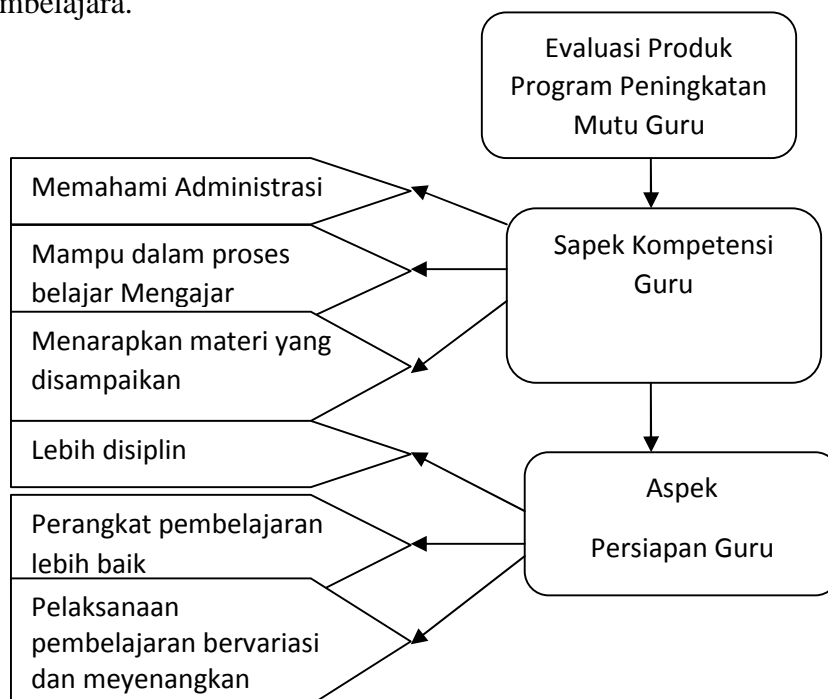 mbelajara.
Evaluasi Produk
Program Peningkatan
Mutu Guru
Memahami Administrasi
Mampu dalam proses
belajar Mengajar
Menarapkan materi yang
disampaikan
Sapek Kompetensi
Guru
Lebih disiplin
Perangkat pembelajaran
lebih baik
Pelaksanaan
pembelajaran bervariasi
dan meyenangkan
Aspek
Persiapan Guru